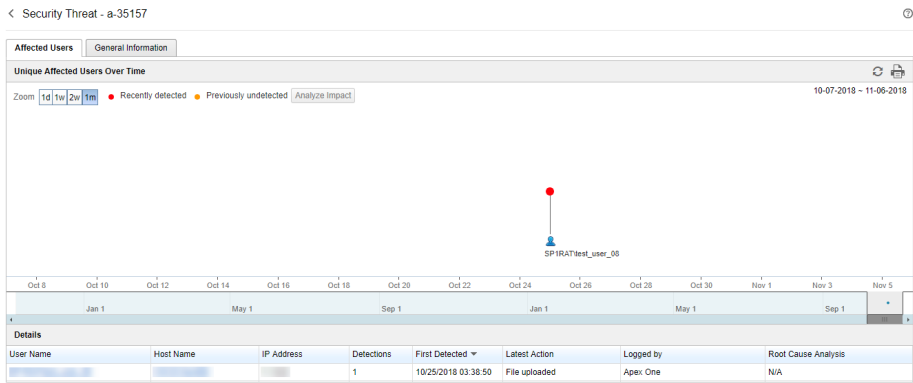 Security Threat - a-35157
Affected Users General Information
Unique Affected Users Over Time
Zoom 1d 1w 2w 1m Recently detected Previously undetected Analyze Impact 10-07-2018 ~ 11-06-2018
SP1RAT\test_user_08
Oct 8 Oct 10 Oct 12 Oct 14 Oct 16 Oct 18 Oct 20 Oct 22 Oct 24 Oct 26 Oct 28 Oct 30 Nov 1 Nov 3 Nov 5
Jan 1 May 1 Sep 1 Jan 1 May 1 Sep 1
Details
User Name Host Name IP Address Detections First Detected Latest Action Logged by Root Cause Analysis
1 10/25/2018 03:38:50 File uploaded Apex One N/A